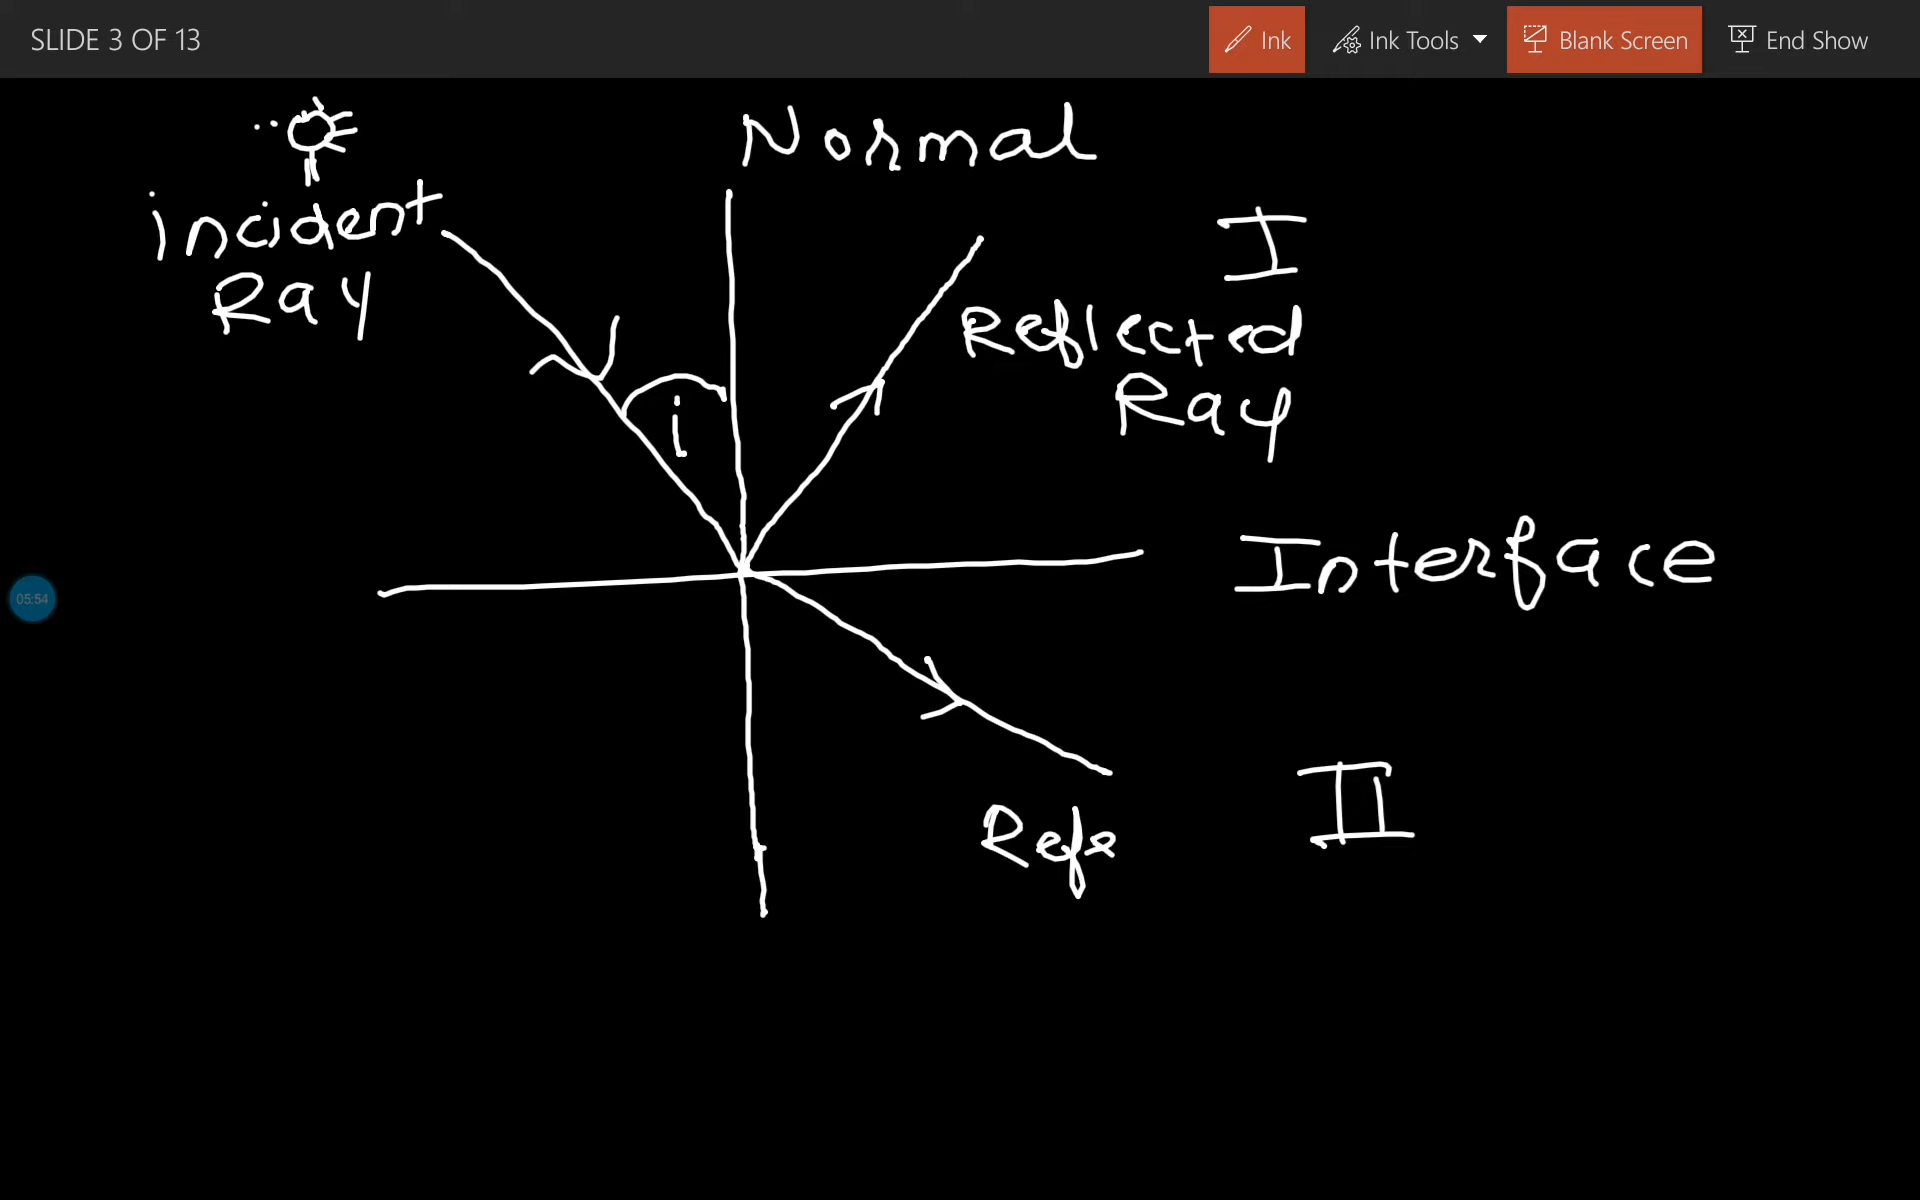 SLIDE 3 OF 13
Ink
Ink Tools
Blank Screen
End Show
Normal
incident
Ray
I
Reflected
Ray
i
Interface
05:54
II